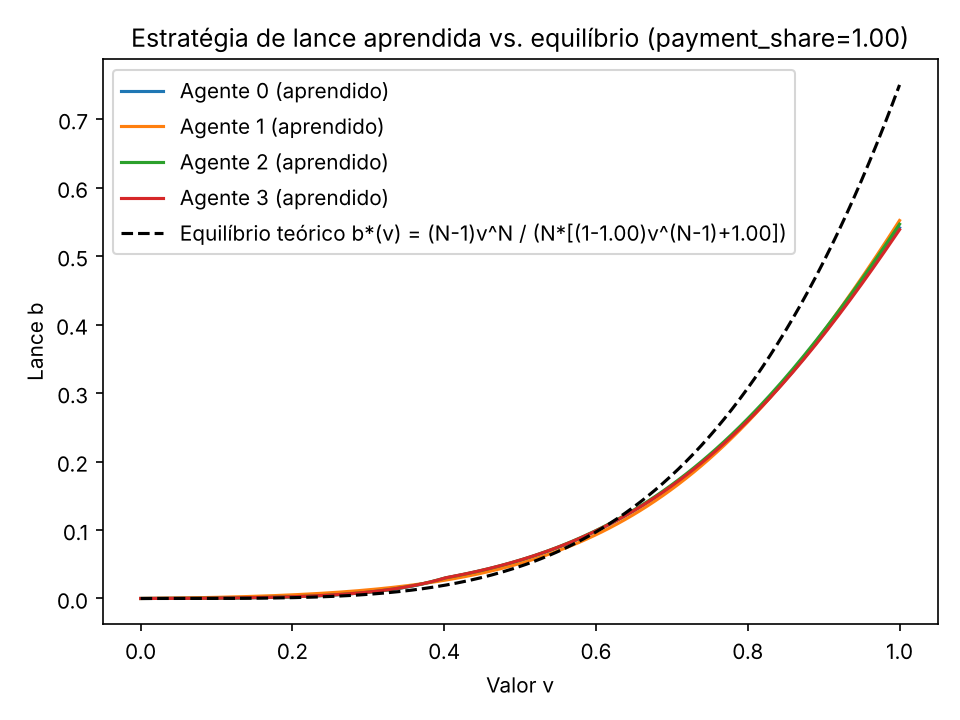 Estratégia de lance aprendida vs. equilíbrio (payment_share=1.00)
Agente 0 (aprendido)
Agente 1 (aprendido)
Agente 2 (aprendido)
Agente 3 (aprendido)
Equilíbrio teórico b*(v) = (N-1)v^N / (N*[(1-1.00)v^(N-1)+1.00])
Lance b
0.7
0.6
0.5
0.4
0.3
0.2
0.1
0.0
0.0 0.2 0.4 0.6 0.8 1.0
Valor v